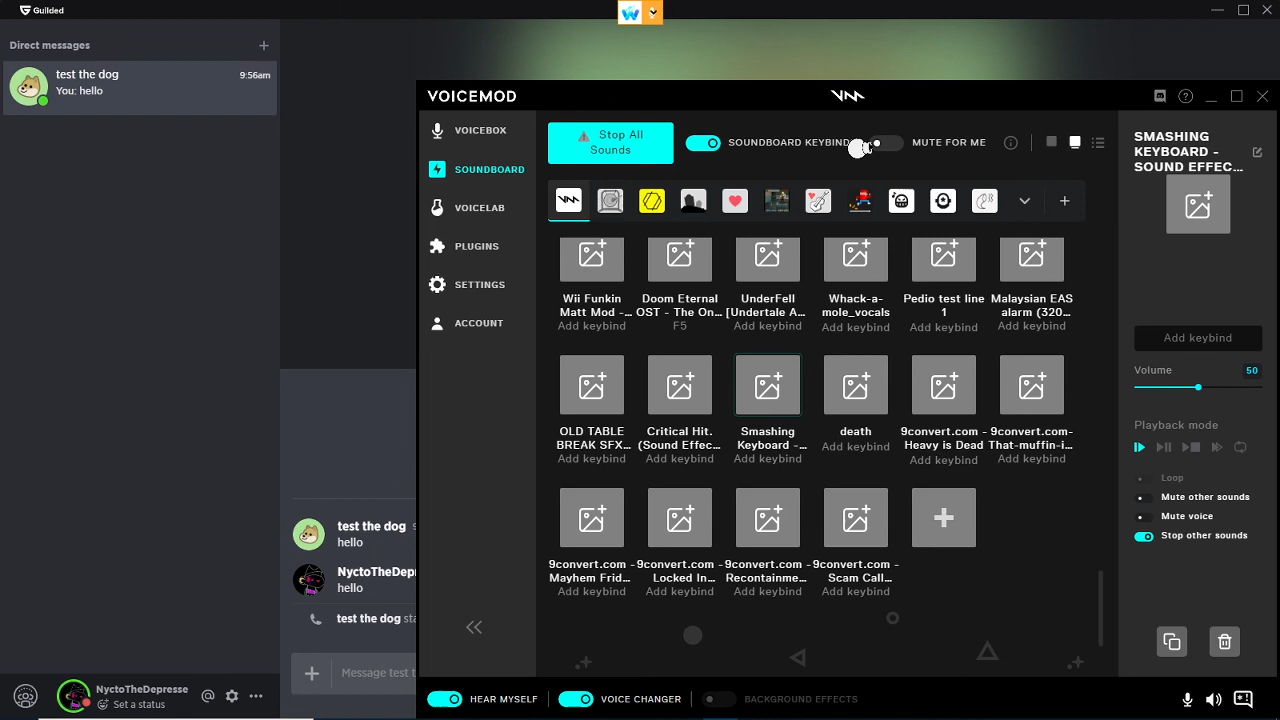 Guilded
Direct messages
test the dog
9:56am
You: hello
VOICEMOD
VOICEBOX
SOUNDBOARD
VOICELAB
PLUGINS
SETTINGS
ACCOUNT
Stop All
Sounds
SOUNDBOARD KEYBIND
MUTE FOR ME
Wii Funkin
Matt Mod -...
Add keybind
Doom Eternal
OST - The On...
F5
UnderFell
[Undertale A...
Add keybind
Whack-a-
mole_vocals
Add keybind
Pedio test line
1
Add keybind
Malaysian EAS
alarm (320...
Add keybind
OLD TABLE
BREAK SFX...
Add keybind
Critical Hit.
(Sound Effec...
Add keybind
Smashing
Keyboard -...
Add keybind
death
Add keybind
9convert.com -
Heavy is Dead
Add keybind
9convert.com-
That-muffin-i...
Add keybind
9convert.com -
Mayhem Frid...
Add keybind
9convert.com -
Locked In...
Add keybind
9convert.com -
Recontainme...
Add keybind
9convert.com -
Scam Call...
Add keybind
SMASHING
KEYBOARD -
SOUND EFFEC...
Add keybind
Volume
50
Playback mode
Loop
Mute other sounds
Mute voice
Stop other sounds
test the dog
hello
NyctoTheDepr
hello
test the dog sta
Message test t
NyctoTheDepresse
Set a status
HEAR MYSELF
VOICE CHANGER
BACKGROUND EFFECTS